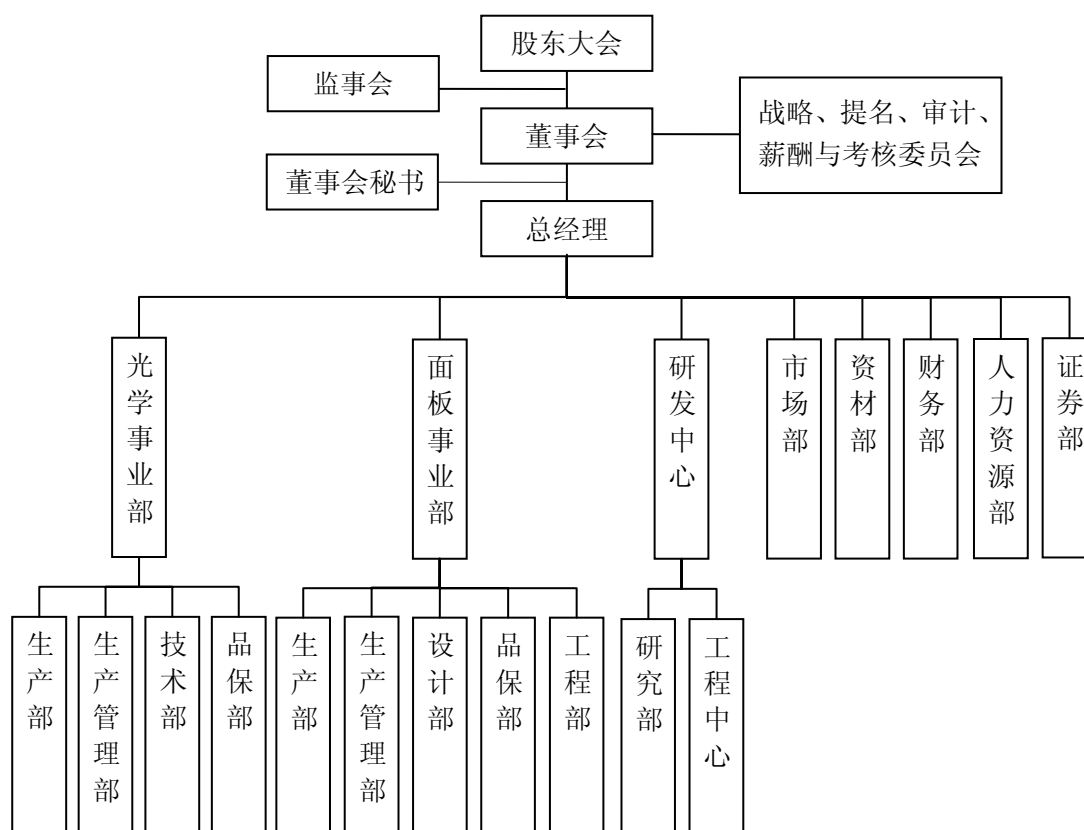 股东大会
监事会
董事会
战略、提名、审计、
薪酬与考核委员会
董事会秘书
总经理
光学事业部
面板事业部
研发中心
市场部
资材部
财务部
人力资源部
证券部
生产部
生产管理部
技术部
品保部
生产部
生产管理部
设计部
品保部
工程部
研究部
工程中心